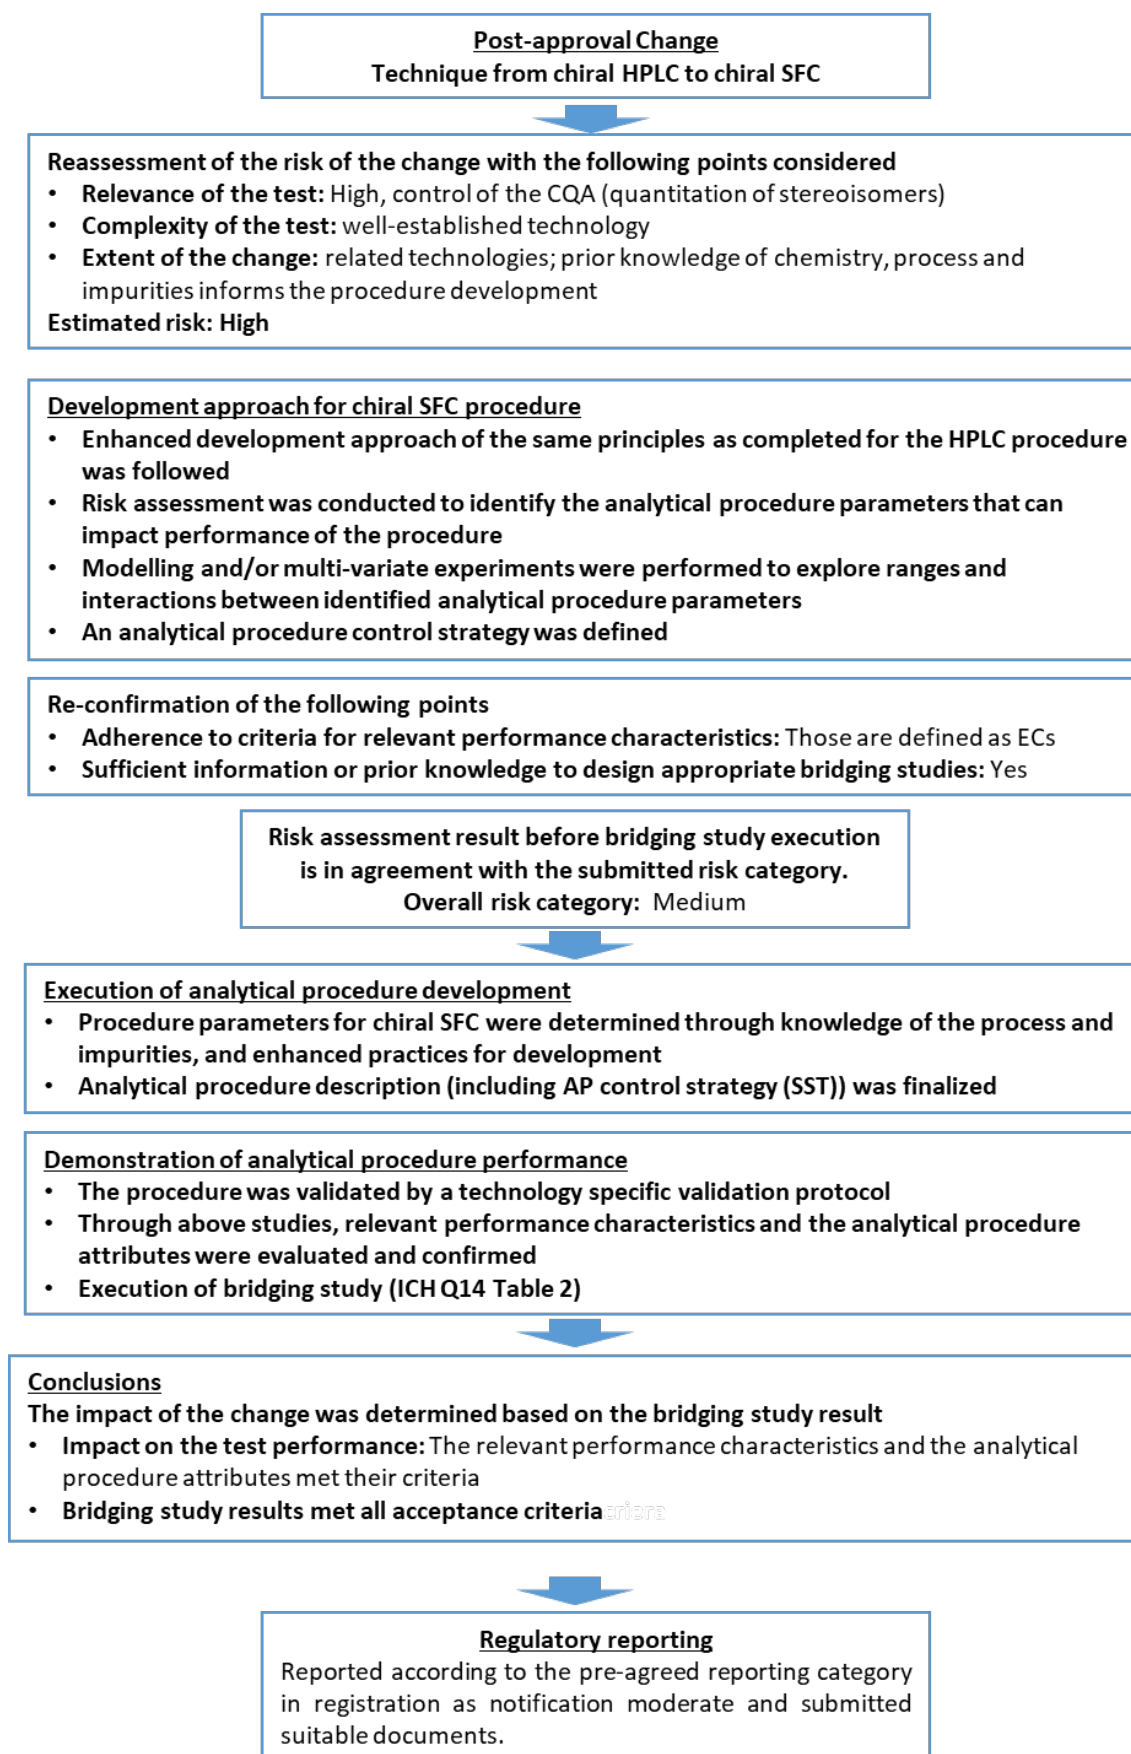 Post-approval Change
Technique from chiral HPLC to chiral SFC
Reassessment of the risk of the change with the following points considered
• Relevance of the test: High, control of the CQA (quantitation of stereoisomers)
• Complexity of the test: well-established technology
• Extent of the change: related technologies; prior knowledge of chemistry, process and
impurities informs the procedure development
Estimated risk: High
Development approach for chiral SFC procedure
• Enhanced development approach of the same principles as completed for the HPLC procedure
was followed
• Risk assessment was conducted to identify the analytical procedure parameters that can
impact performance of the procedure
• Modelling and/or multi-variate experiments were performed to explore ranges and
interactions between identified analytical procedure parameters
• An analytical procedure control strategy was defined
Re-confirmation of the following points
• Adherence to criteria for relevant performance characteristics: Those are defined as ECs
• Sufficient information or prior knowledge to design appropriate bridging studies: Yes
Risk assessment result before bridging study execution
is in agreement with the submitted risk category.
Overall risk category: Medium
Execution of analytical procedure development
• Procedure parameters for chiral SFC were determined through knowledge of the process and
impurities, and enhanced practices for development
• Analytical procedure description (including AP control strategy (SST)) was finalized
Demonstration of analytical procedure performance
• The procedure was validated by a technology specific validation protocol
• Through above studies, relevant performance characteristics and the analytical procedure
attributes were evaluated and confirmed
• Execution of bridging study (ICH Q14 Table 2)
Conclusions
The impact of the change was determined based on the bridging study result
• Impact on the test performance: The relevant performance characteristics and the analytical
procedure attributes met their criteria
• Bridging study results met all acceptance criteria
Regulatory reporting
Reported according to the pre-agreed reporting category
in registration as notification moderate and submitted
suitable documents.